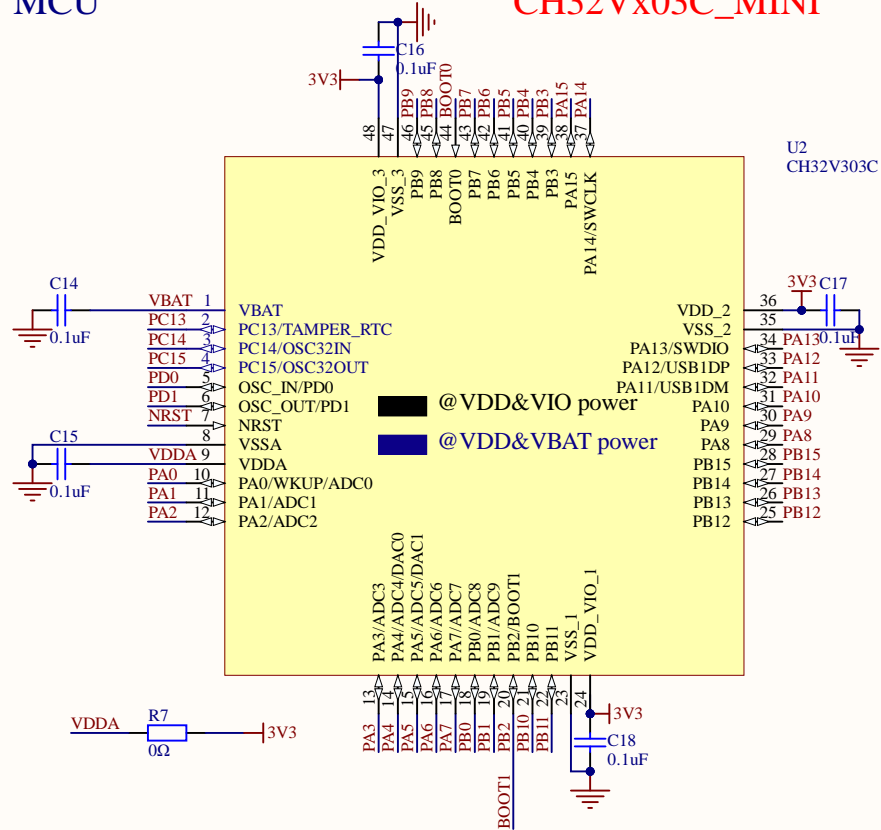 MCU
CH32Vx03C_MINI
C16
0.1uF
3V3
PB9
PB8
BOOT0
PB7
PB6
PB5
PB4
PB3
PA15
PA14
48
47
46
45
44
43
42
41
40
39
38
37
VDD_VIO_3
VSS_3
PB9
PB8
BOOT0
PB7
PB6
PB5
PB4
PB3
PA15
PA14/SWCLK
U2
CH32V303C
C14
0.1uF
VBAT 1 VBAT
PC13 2 PC13/TAMPER_RTC
PC14 3 PC14/OSC32IN
PC15 4 PC15/OSC32OUT
PD0 5 OSC_IN/PD0
PD1 6 OSC_OUT/PD1
NRST 7 NRST
8 VSSA
C15
0.1uF
VDDA 9 VDDA
PA0 10 PA0/WKUP/ADC0
PA1 11 PA1/ADC1
PA2 12 PA2/ADC2
@VDD&VIO power
@VDD&VBAT power
3V3
C17
0.1uF
VDD_2 36
VSS_2 35
PA13/SWDIO 34 PA13
PA12/USB1DP 33 PA12
PA11/USB1DM 32 PA11
PA10 31 PA10
PA9 30 PA9
PA8 29 PA8
PB15 28 PB15
PB14 27 PB14
PB13 26 PB13
PB12 25 PB12
PA3/ADC3
PA4/ADC4/DAC0
PA5/ADC5/DAC1
PA6/ADC6
PA7/ADC7
PB0/ADC8
PB1/ADC9
PB2/BOOT1
PB10
PB11
VSS_1
VDD_VIO_1
13
14
15
16
17
18
19
20
21
22
23
24
PA3
PA4
PA5
PA6
PA7
PB0
PB1
PB2
PB10
PB11
BOOT1
3V3
C18
0.1uF
VDDA
R7
0Ω
3V3